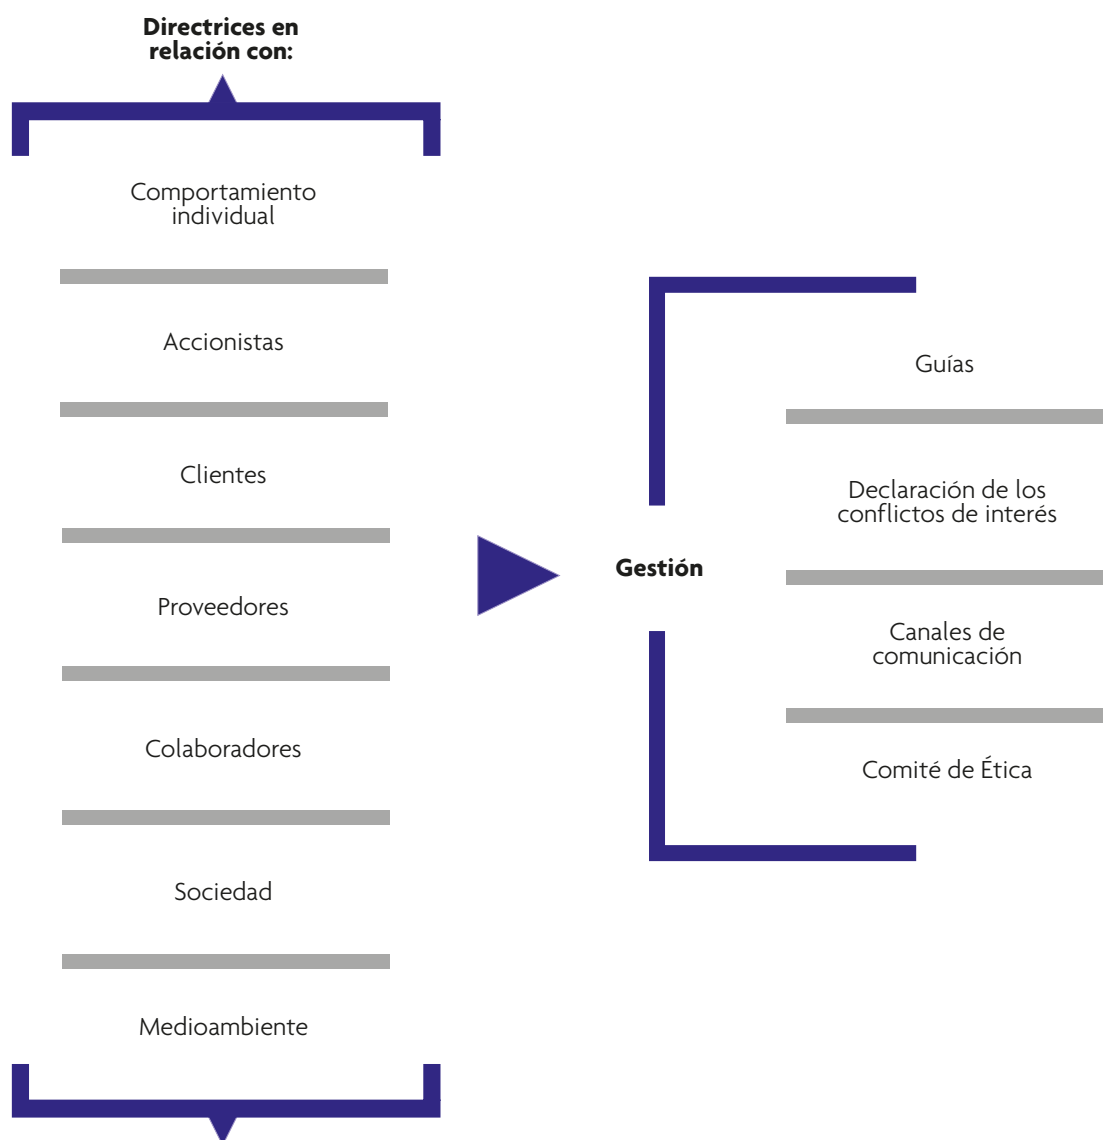 Directrices en
relación con:
Comportamiento
individual
Accionistas
Clientes
Proveedores
Colaboradores
Sociedad
Medioambiente
Gestión
Guías
Declaración de los
conflictos de interés
Canales de
comunicación
Comité de Ética